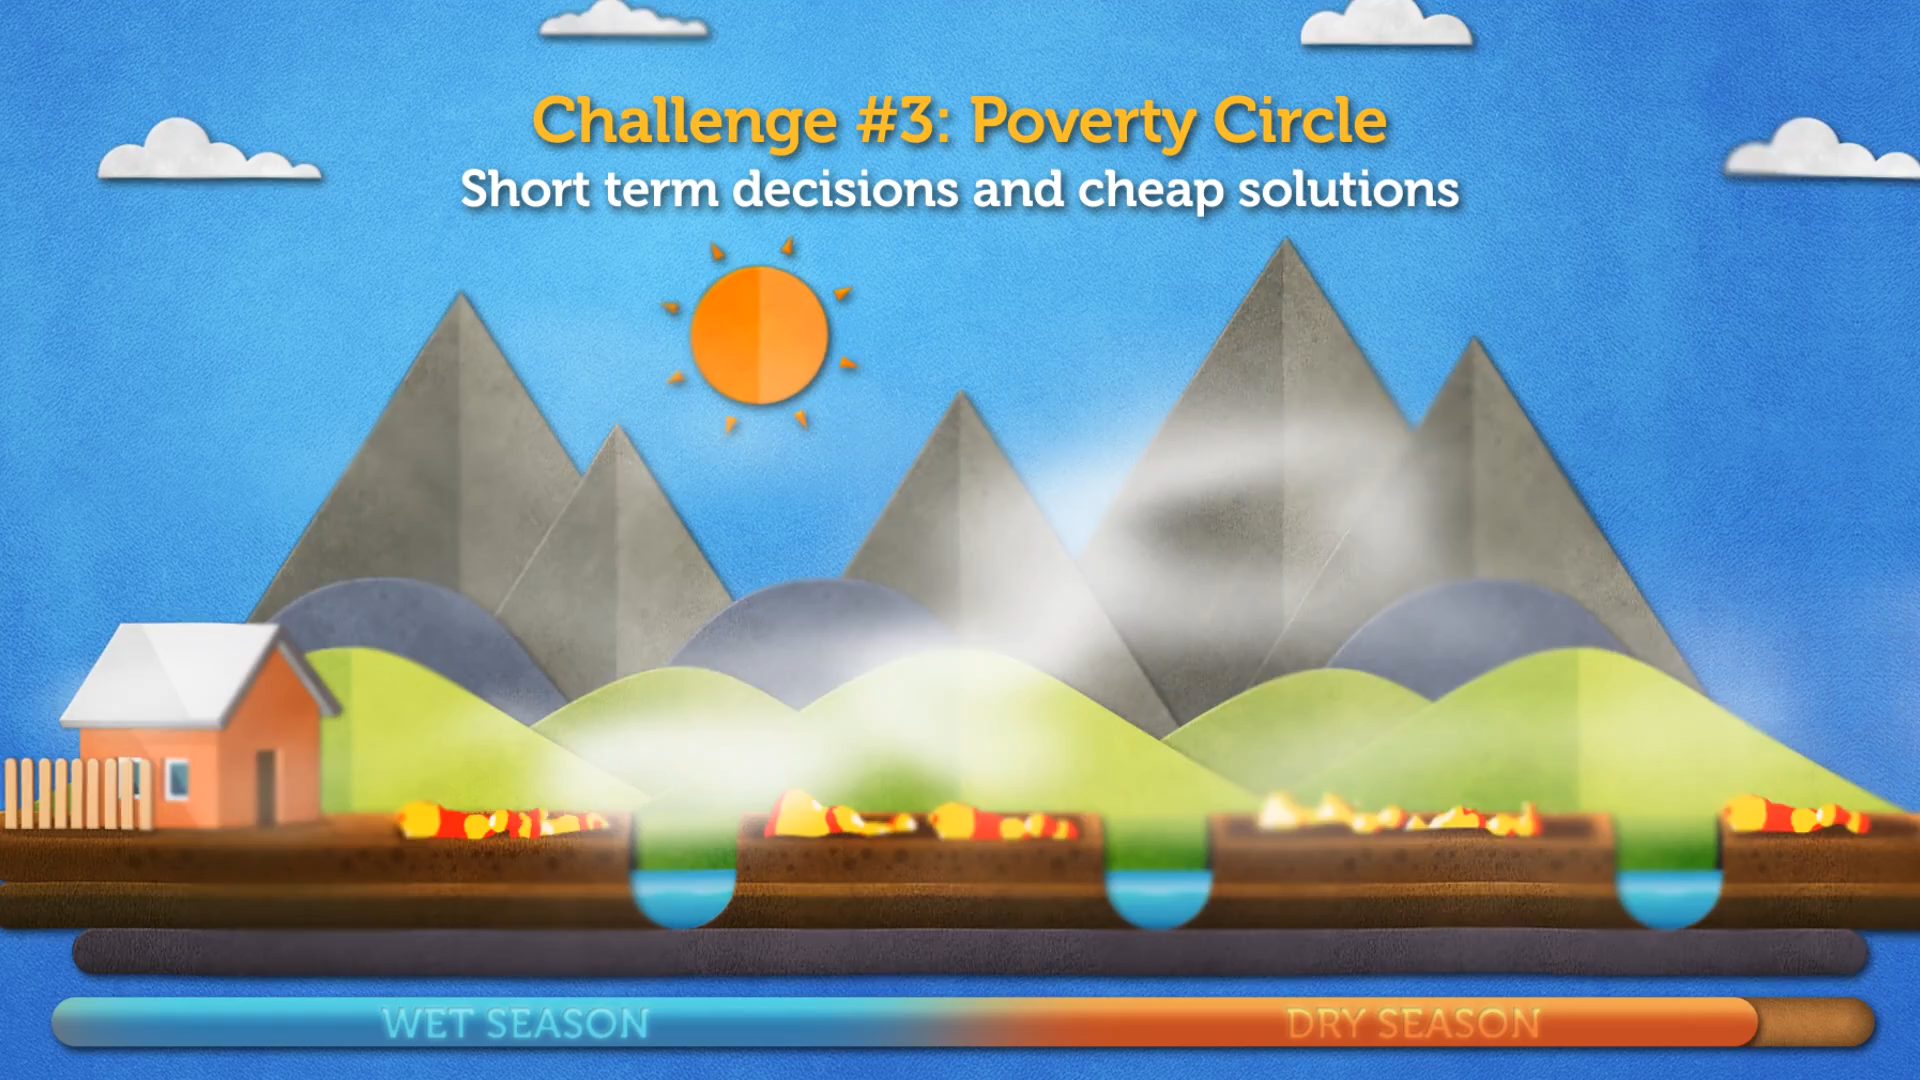 Challenge #3: Poverty Circle
Short term decisions and cheap solutions
WET SEASON
DRY SEASON